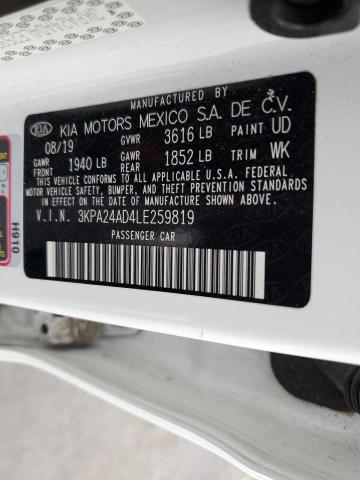 MANUFACTURED BY
KIA KIA MOTORS MEXICO S.A. DE C.V.
08/19 GVWR 3616 LB PAINT UD
GAWR FRONT 1940 LB GAWR REAR 1852 LB TRIM WK
THIS VEHICLE CONFORMS TO ALL APPLICABLE U.S. FEDERAL
MOTOR VEHICLE SAFETY, BUMPER, AND THEFT PREVENTION STANDARDS
IN EFFECT ON THE DATE OF MANUFACTURE SHOWN ABOVE.
V.I.N. 3KPA24AD4LE259819
PASSENGER CAR
H910